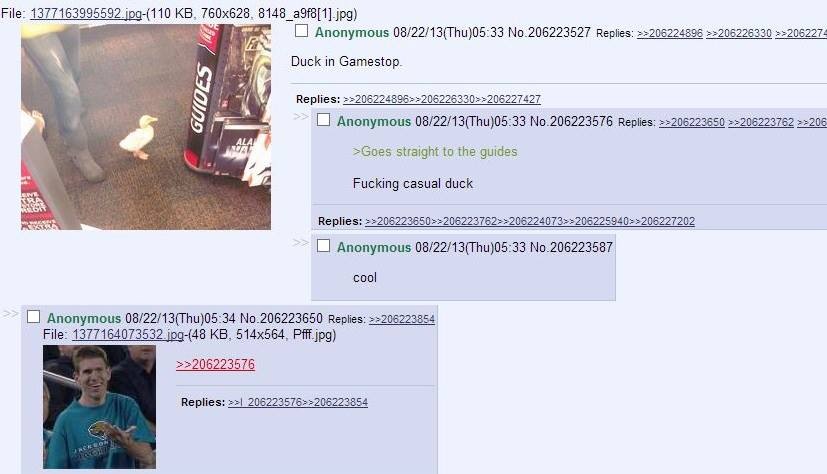 File: 1377163995592.jpg-(110 KB, 760x628, 8148_a9f8[1].jpg)
GUIDES
Anonymous 08/22/13(Thu)05:33 No.206223527 Replies: >>206224896 >>206226330 >>2062274
Duck in Gamestop.
Replies: >>206224896>>206226330>>206227427
>> Anonymous 08/22/13(Thu)05:33 No.206223576 Replies: >>206223650 >>206223762 >>206
>Goes straight to the guides
Fucking casual duck
Replies: >>206223650>>206223762>>206224073>>206225940>>206227202
>> Anonymous 08/22/13(Thu)05:33 No.206223587
cool
>> Anonymous 08/22/13(Thu)05:34 No.206223650 Replies: >>206223854
File: 1377164073532.jpg-(48 KB, 514x564, Pfff.jpg)
>>206223576
Replies: >>l_206223576>>206223854